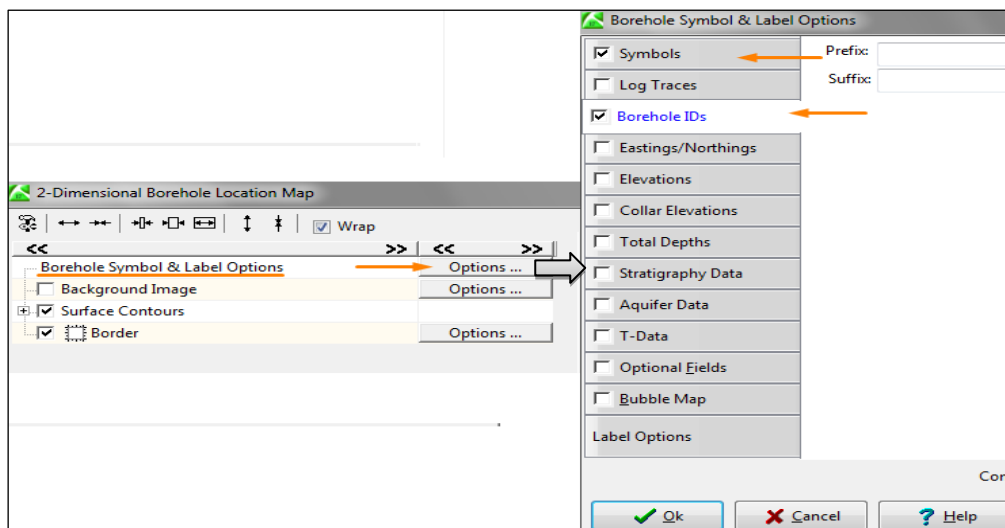 2-Dimensional Borehole Location Map
Wrap
<< >> << >>
Borehole Symbol & Label Options Options ...
Background Image Options ...
Surface Contours
Border Options ...
Borehole Symbol & Label Options
Symbols
Log Traces
Borehole IDs
Eastings/Northings
Elevations
Collar Elevations
Total Depths
Stratigraphy Data
Aquifer Data
T-Data
Optional Fields
Bubble Map
Label Options
Prefix:
Suffix:
Cor
Ok Cancel ? Help